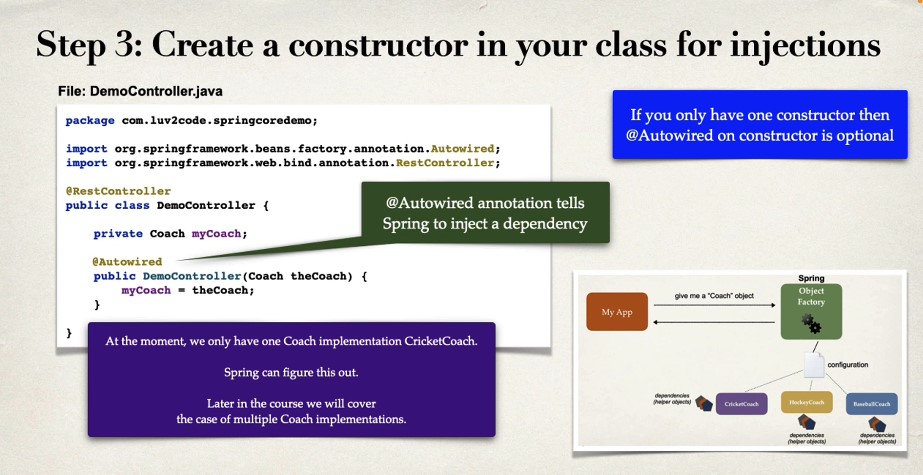 Step 3: Create a constructor in your class for injections
File: DemoController.java
package com.luv2code.springcoredemo;
import org.springframework.beans.factory.annotation.Autowired;
import org.springframework.web.bind.annotation.RestController;
@RestController
public class DemoController {
private Coach myCoach;
@Autowired
public DemoController(Coach theCoach) {
myCoach = theCoach;
}
}
@Autowired annotation tells
Spring to inject a dependency
If you only have one constructor then
@Autowired on constructor is optional
At the moment, we only have one Coach implementation CricketCoach.
Spring can figure this out.
Later in the course we will cover
the case of multiple Coach implementations.
Spring
Object
Factory
My App
give me a "Coach" object
configuration
dependencies
(helper objects)
CricketCoach
HockeyCoach
BaseballCoach
dependencies
(helper objects)
dependencies
(helper objects)